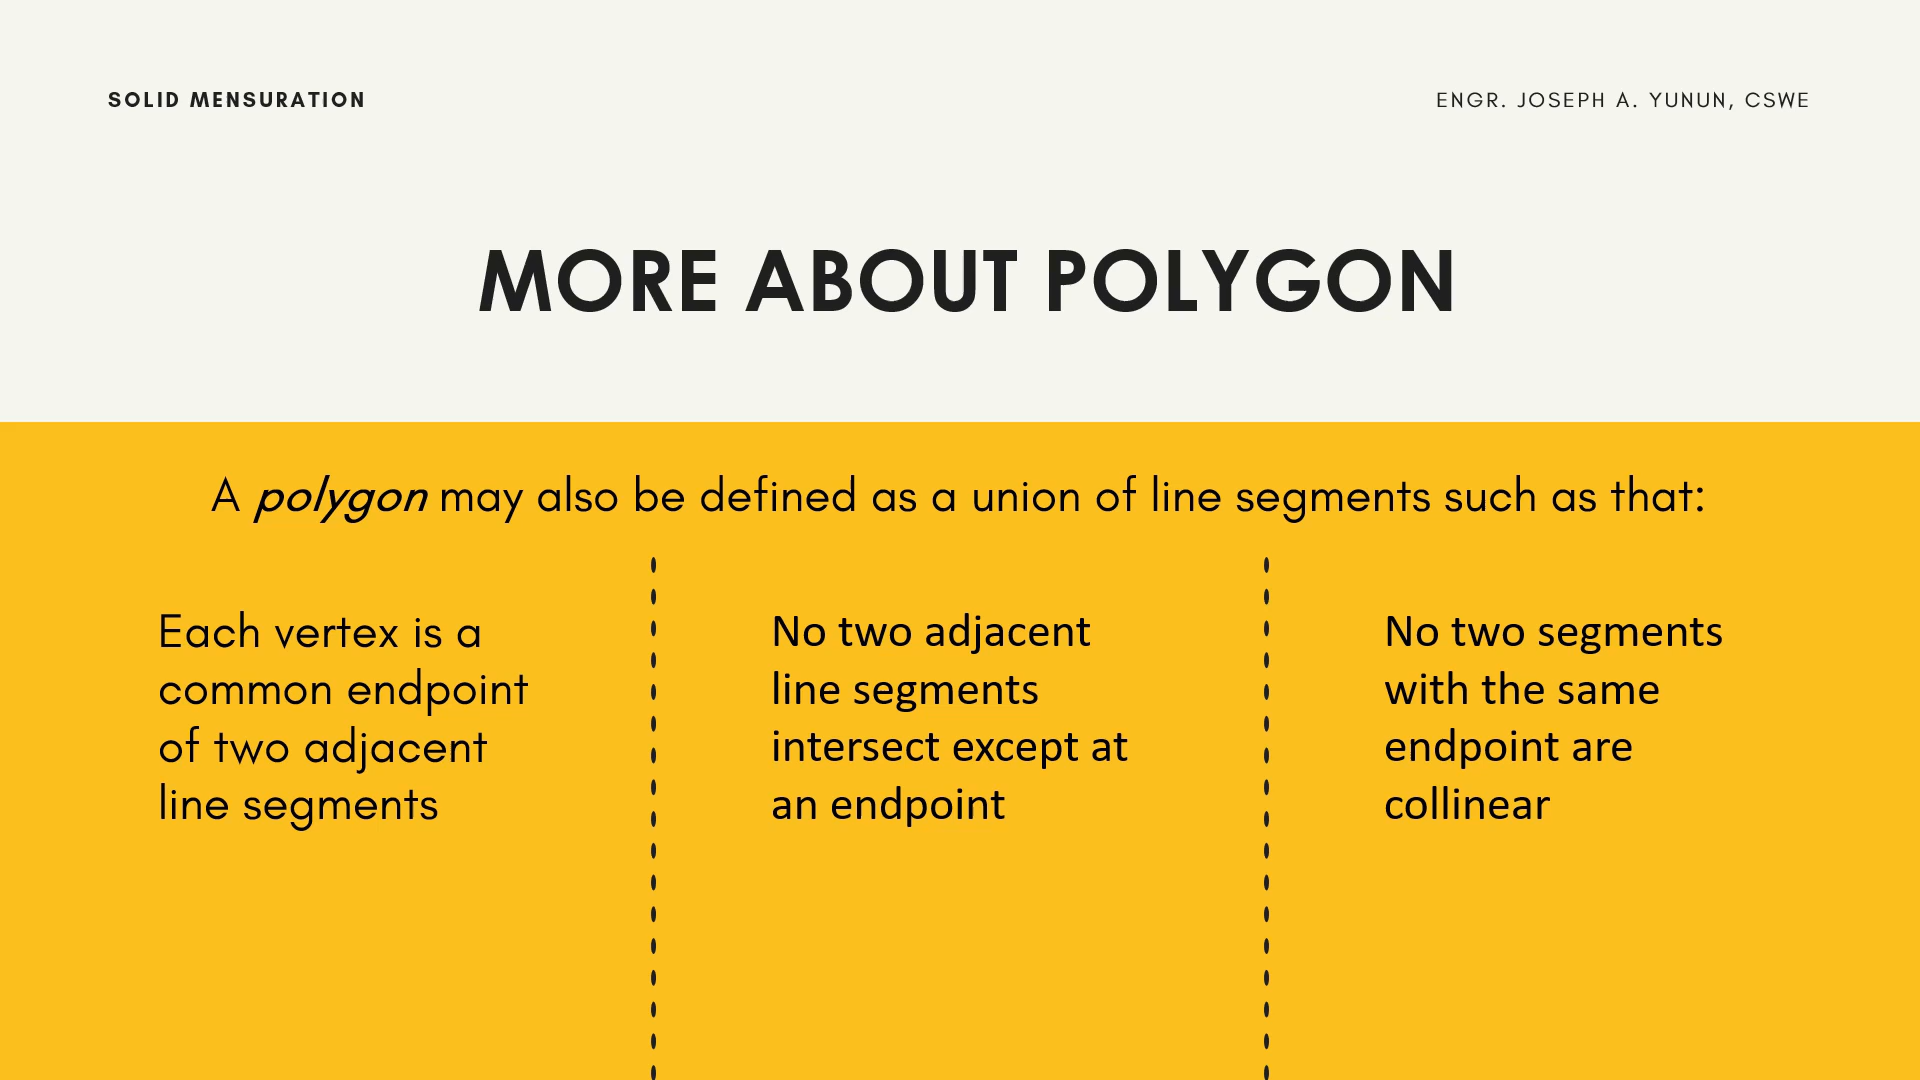 SOLID MENSURATION
ENGR. JOSEPH A. YUNUN, CSWE
MORE ABOUT POLYGON
A polygon may also be defined as a union of line segments such as that:
Each vertex is a
common endpoint
of two adjacent
line segments
No two adjacent
line segments
intersect except at
an endpoint
No two segments
with the same
endpoint are
collinear